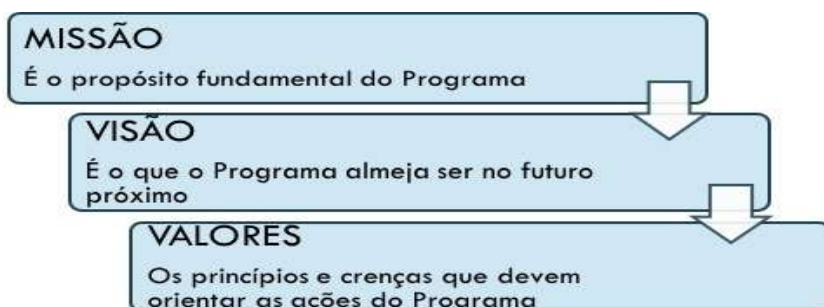 MISSÃO
É o propósito fundamental do Programa
VISÃO
É o que o Programa almeja ser no futuro
próximo
VALORES
Os princípios e crenças que devem
orientar as ações do Programa